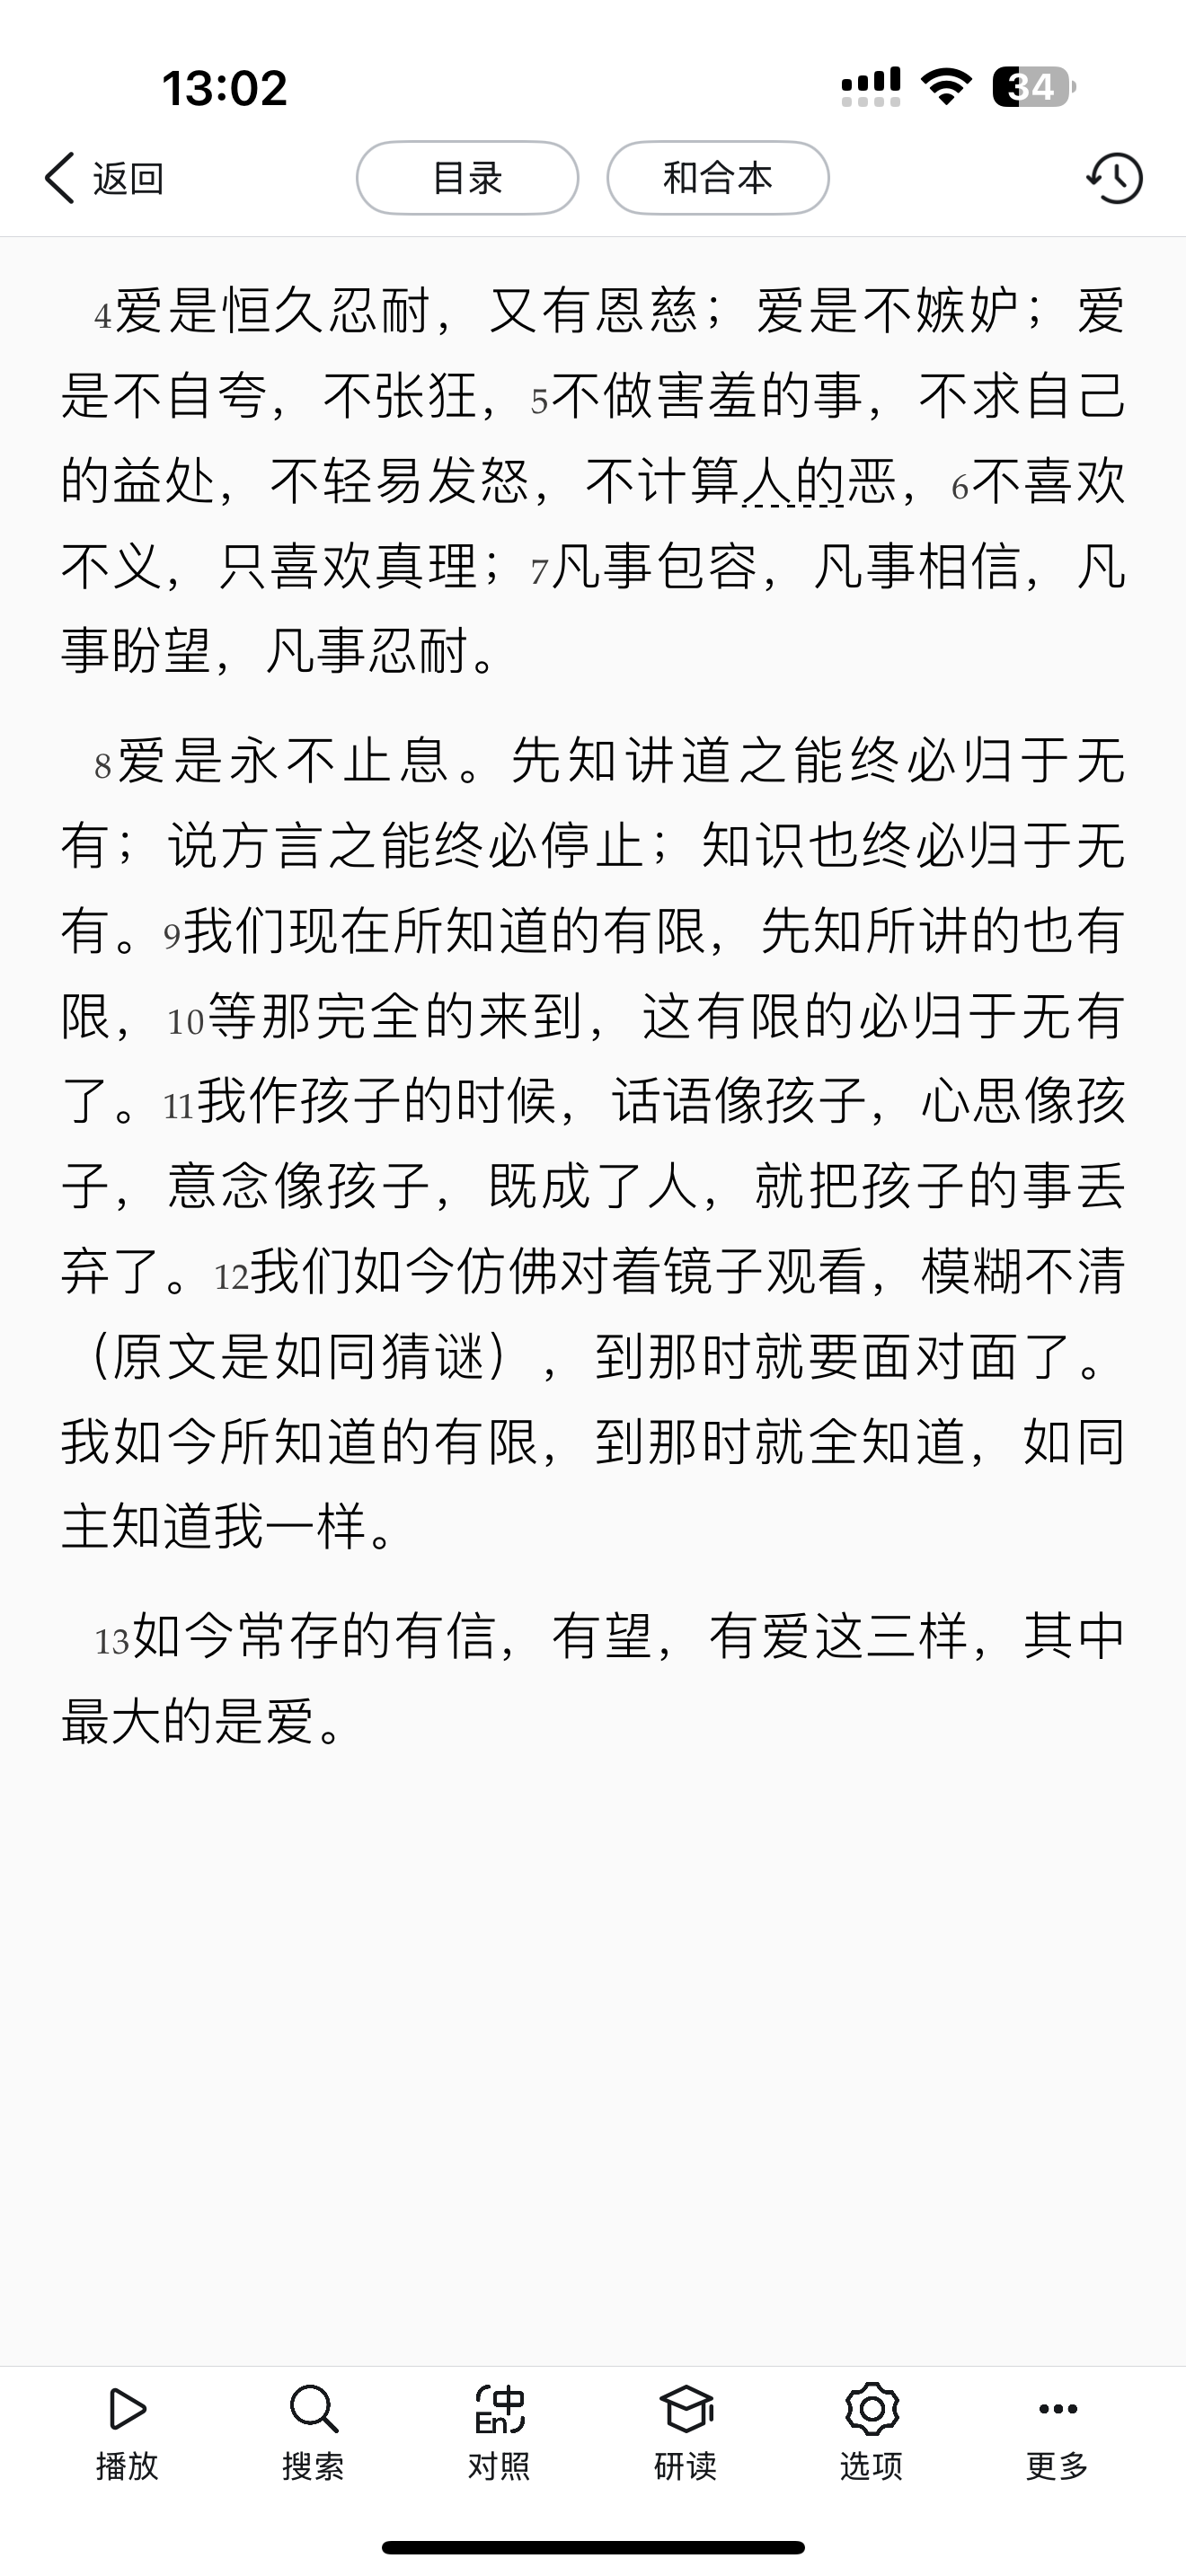 13:02
34
返回
目录
和合本
4爱是恒久忍耐，又有恩慈；爱是不嫉妒；爱
是不自夸，不张狂，5不做害羞的事，不求自己
的益处，不轻易发怒，不计算人的恶，6不喜欢
不义，只喜欢真理；7凡事包容，凡事相信，凡
事盼望，凡事忍耐。
8爱是永不止息。先知讲道之能终必归于无
有；说方言之能终必停止；知识也终必归于无
有。9我们现在所知道的有限，先知所讲的也有
限，10等那完全的来到，这有限的必归于无有
了。11我作孩子的时候，话语像孩子，心思像孩
子，意念像孩子，既成了人，就把孩子的事丢
弃了。12我们如今仿佛对着镜子观看，模糊不清
（原文是如同猜谜），到那时就要面对面了。
我如今所知道的有限，到那时就全知道，如同
主知道我一样。
13如今常存的有信，有望，有爱这三样，其中
最大的是爱。
中
En
播放
搜索
对照
研读
选项
更多